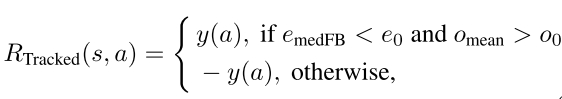 R_Tracked(s, a) = { y(a), if e_medFB < e_0 and o_mean > o_0
− y(a), otherwise,